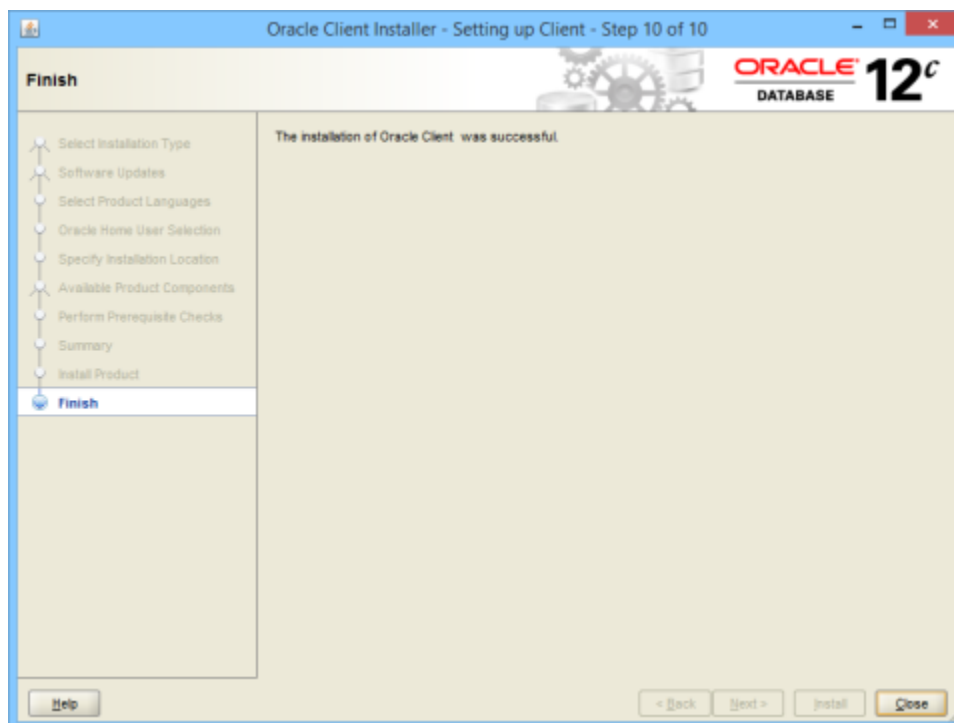 Oracle Client Installer - Setting up Client - Step 10 of 10
Finish
ORACLE
DATABASE
12c
Select Installation Type
Software Updates
Select Product Languages
Oracle Home User Selection
Specify Installation Location
Available Product Components
Perform Prerequisite Checks
Summary
Install Product
Finish
The installation of Oracle Client was successful.
Help
< Back
Next >
Install
Close